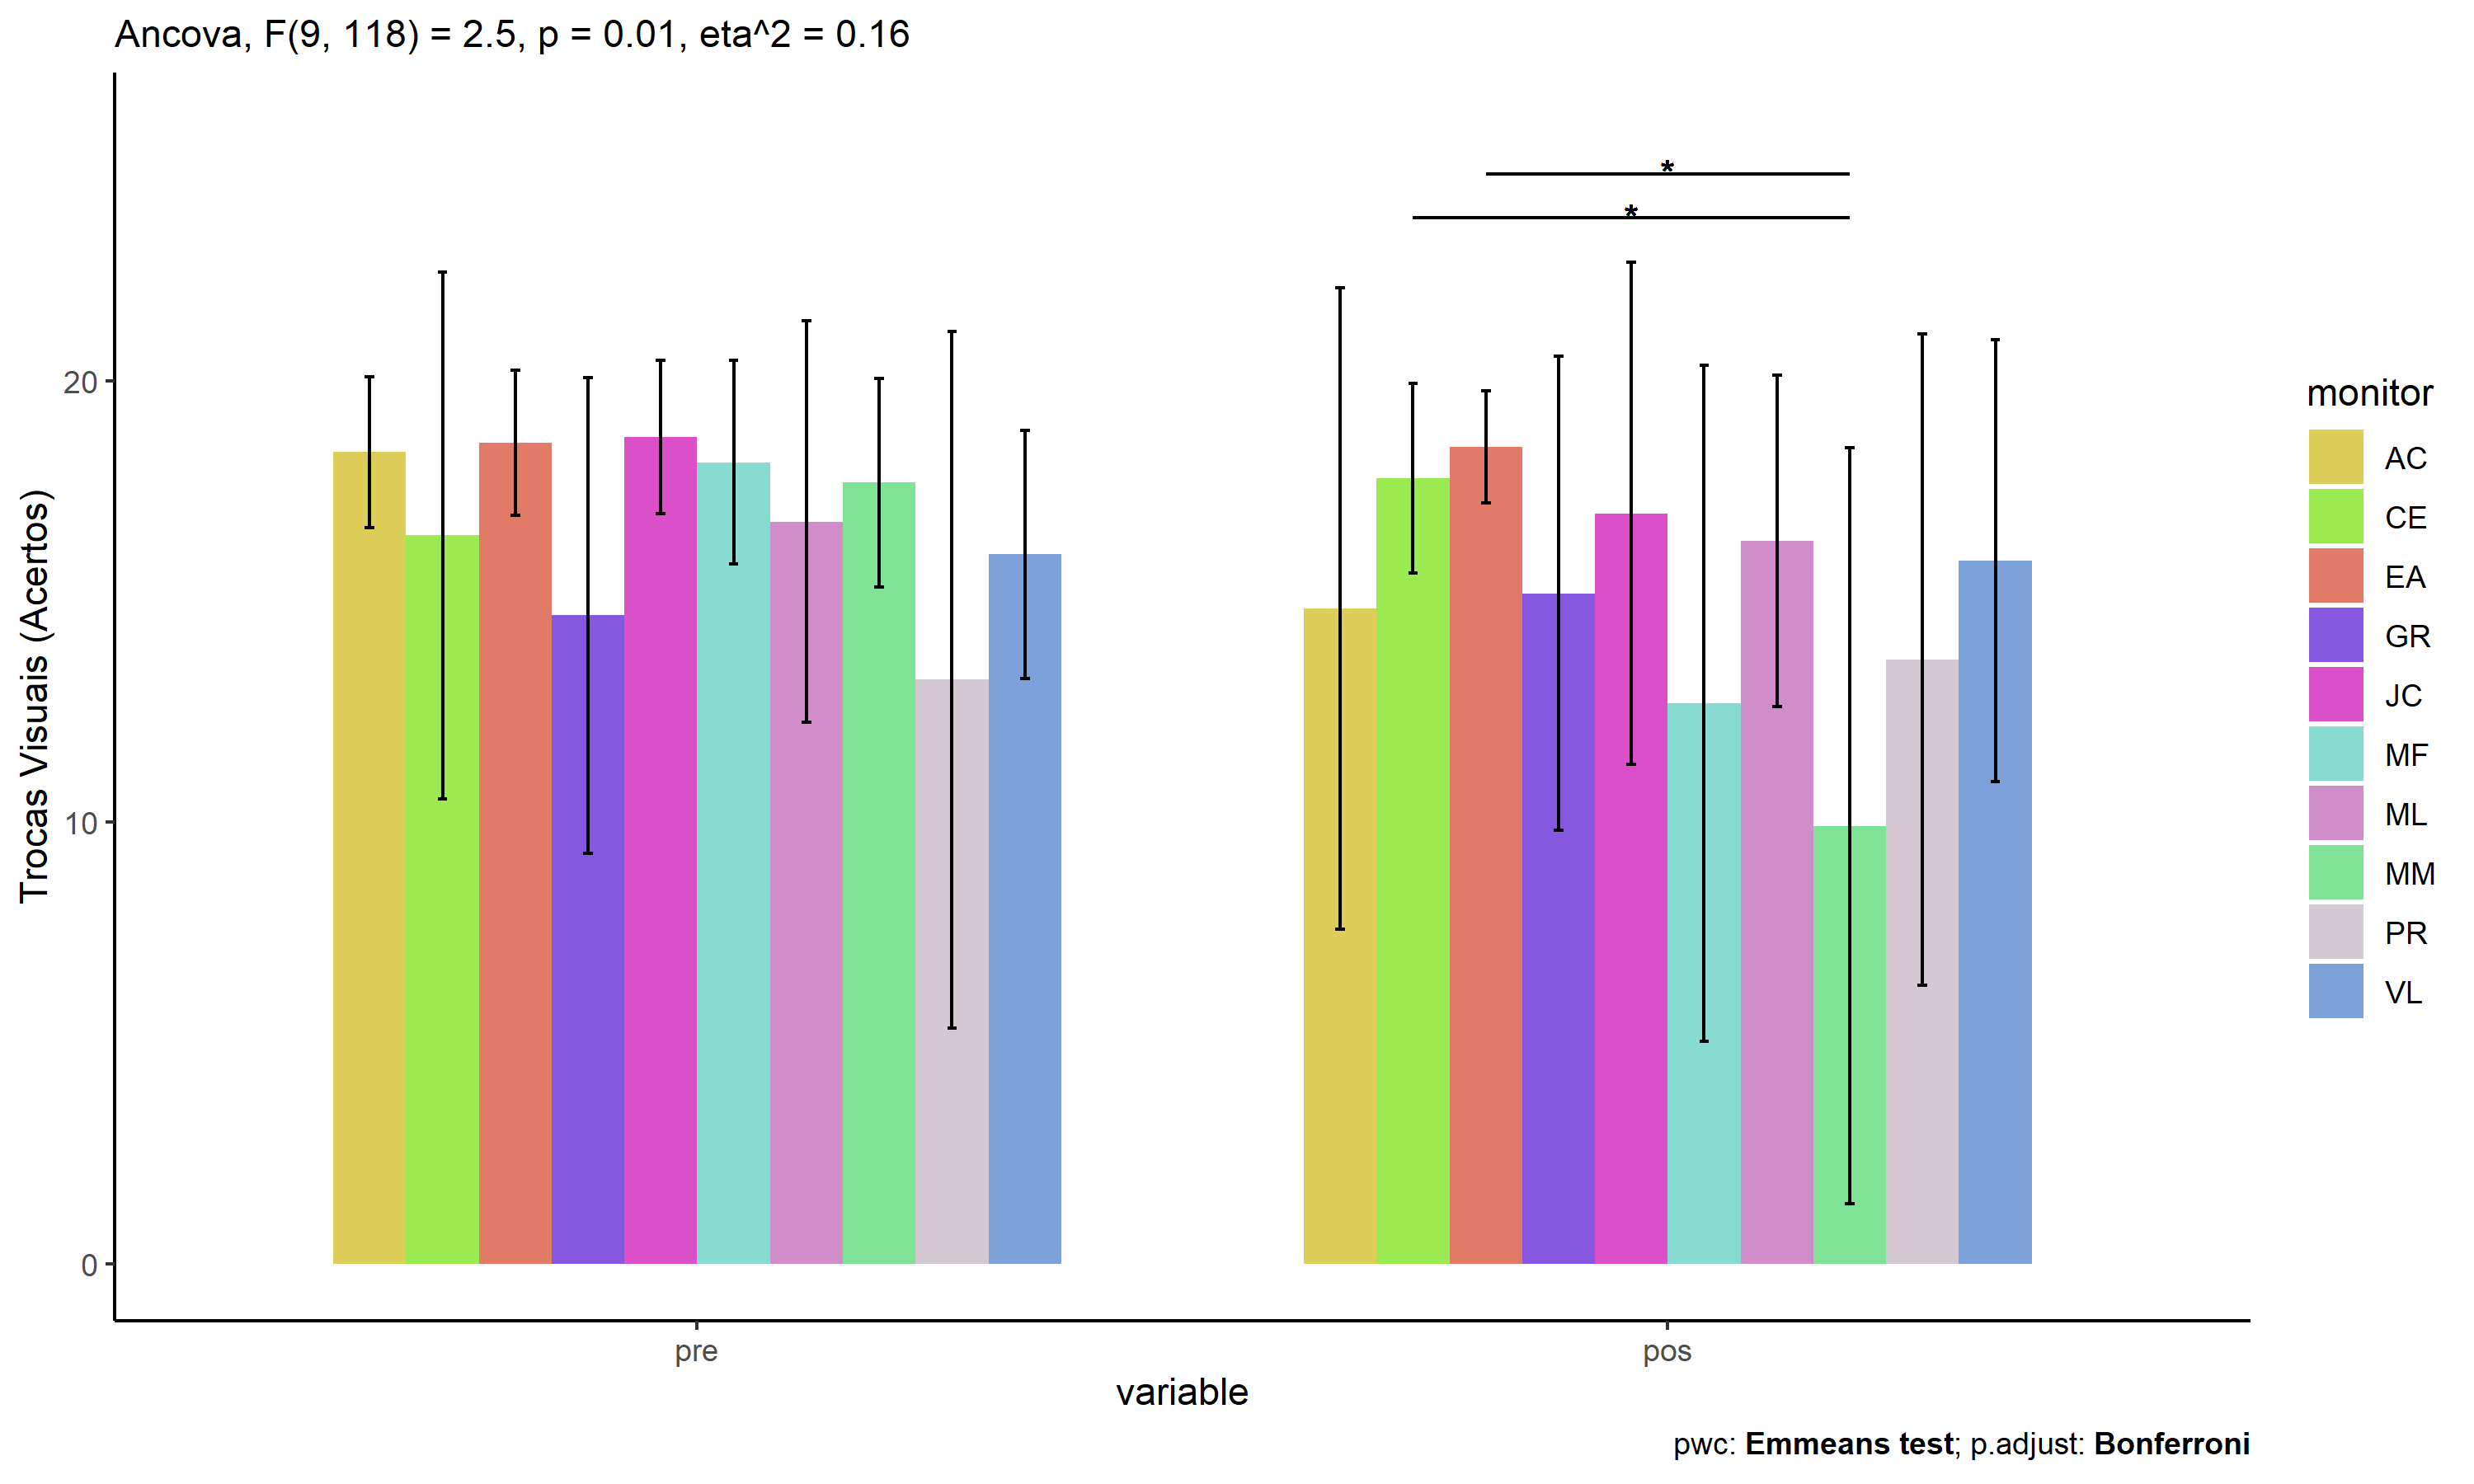 Ancova, F(9, 118) = 2.5, p = 0.01, eta^2 = 0.16
*
*
20
10
0
Trocas Visuais (Acertos)
pre
pos
variable
monitor
AC
CE
EA
GR
JC
MF
ML
MM
PR
VL
pwc: Emmeans test; p.adjust: Bonferroni